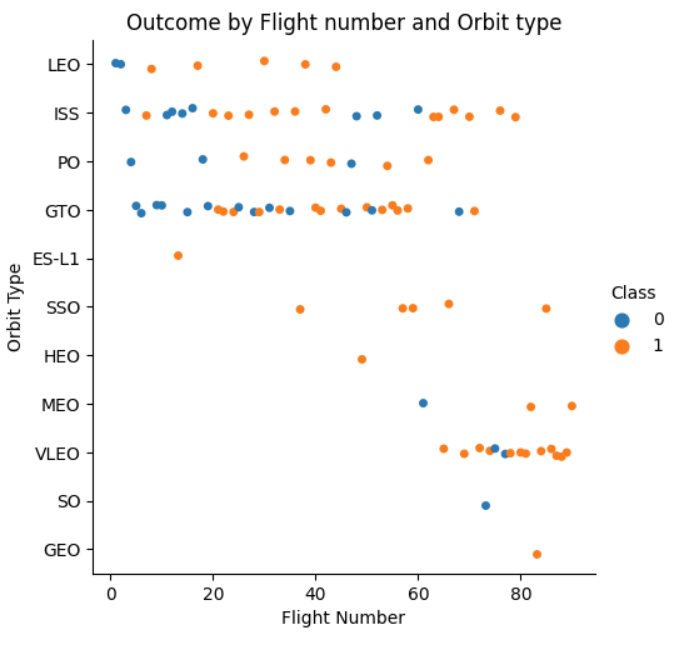 Outcome by Flight number and Orbit type
LEO
ISS
PO
GTO
ES-L1
SSO
HEO
MEO
VLEO
SO
GEO
Orbit Type
0 20 40 60 80
Flight Number
Class
0
1